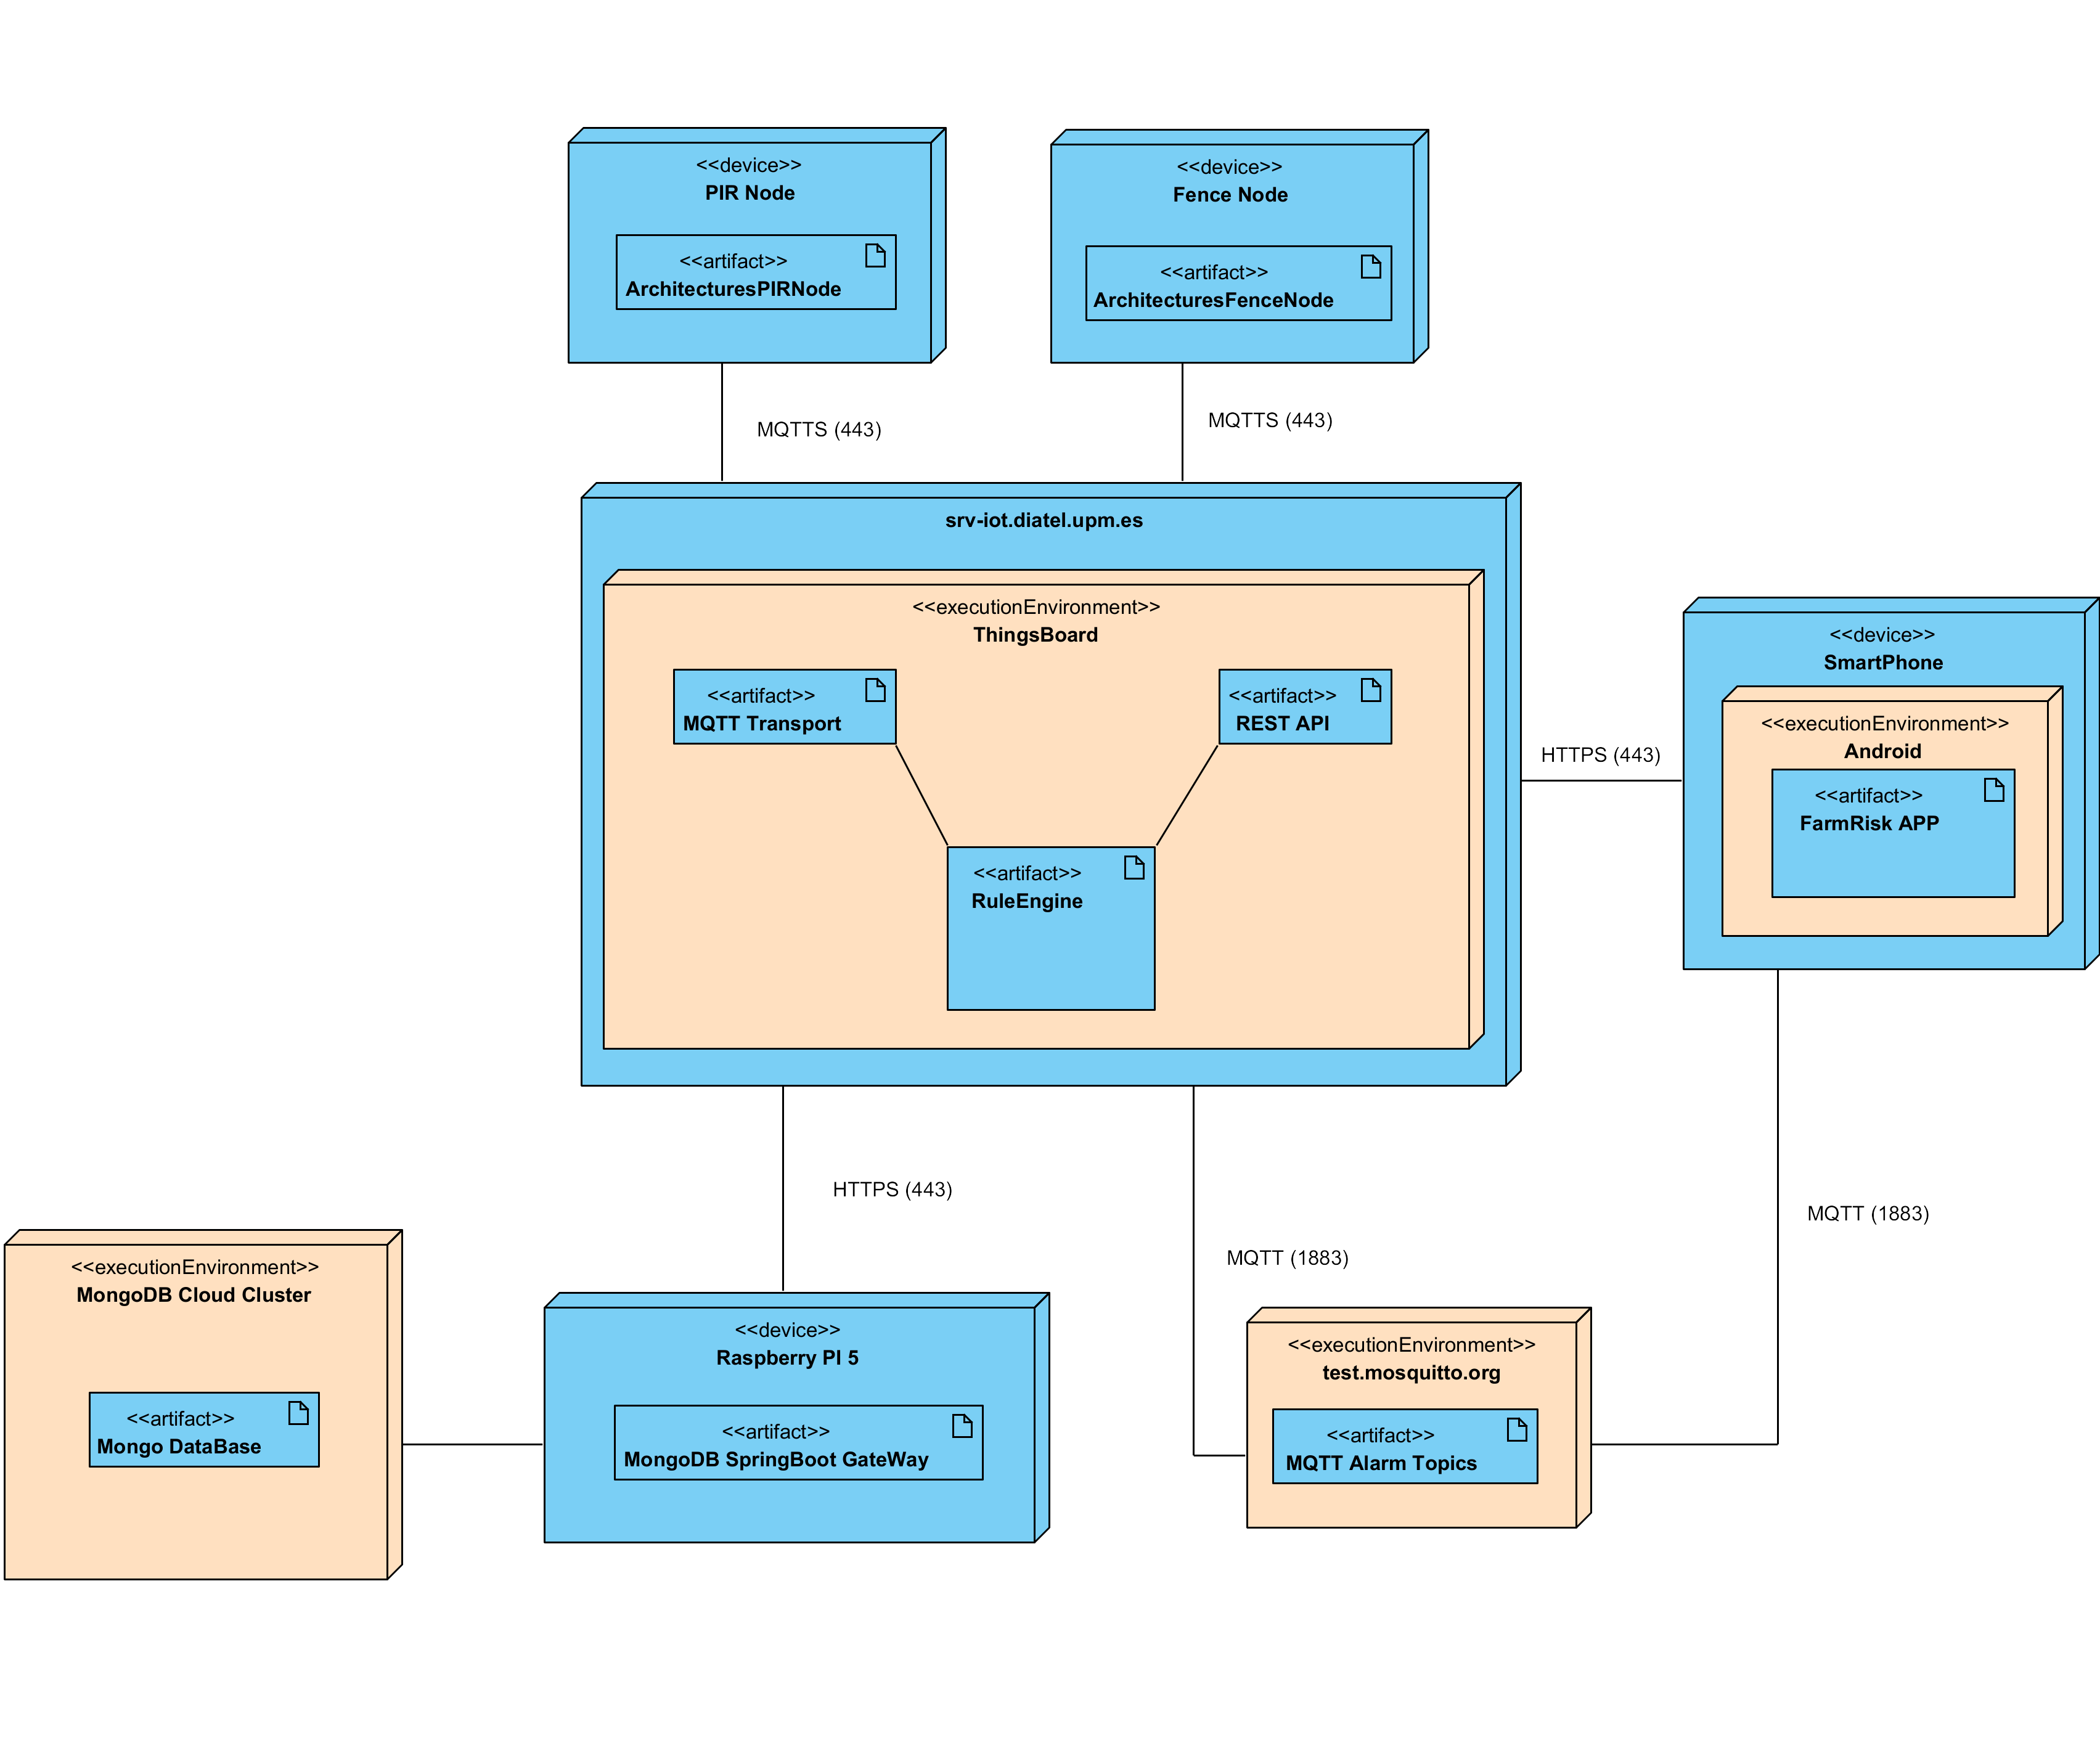 <<device>>
PIR Node
<<artifact>>
ArchitecturesPIRNode
<<device>>
Fence Node
<<artifact>>
ArchitecturesFenceNode
MQTTS (443)
MQTTS (443)
srv-iot.diatel.upm.es
<<executionEnvironment>>
ThingsBoard
<<artifact>>
MQTT Transport
<<artifact>>
REST API
<<artifact>>
RuleEngine
HTTPS (443)
<<device>>
SmartPhone
<<executionEnvironment>>
Android
<<artifact>>
FarmRisk APP
HTTPS (443)
MQTT (1883)
MQTT (1883)
<<executionEnvironment>>
MongoDB Cloud Cluster
<<artifact>>
Mongo DataBase
<<device>>
Raspberry PI 5
<<artifact>>
MongoDB SpringBoot GateWay
<<executionEnvironment>>
test.mosquitto.org
<<artifact>>
MQTT Alarm Topics